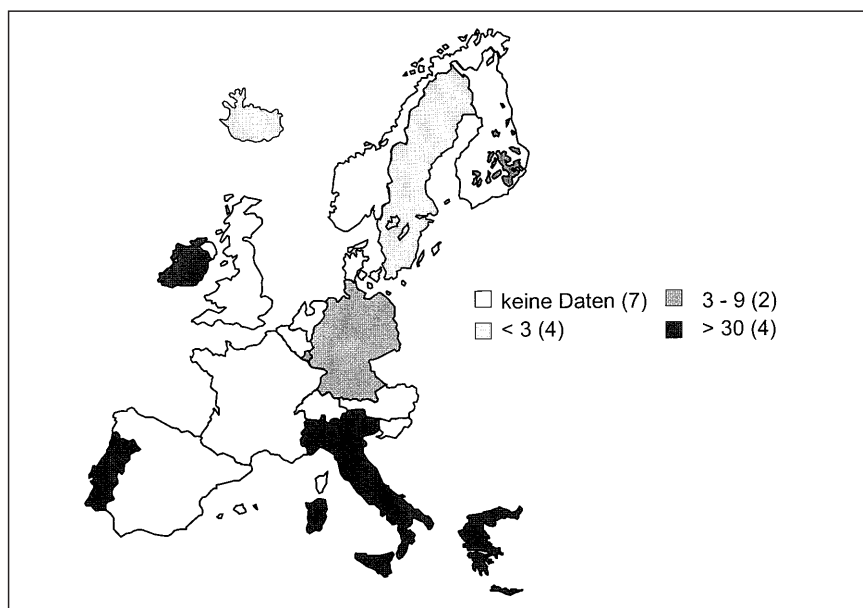 keine Daten (7)
3 - 9 (2)
< 3 (4)
> 30 (4)